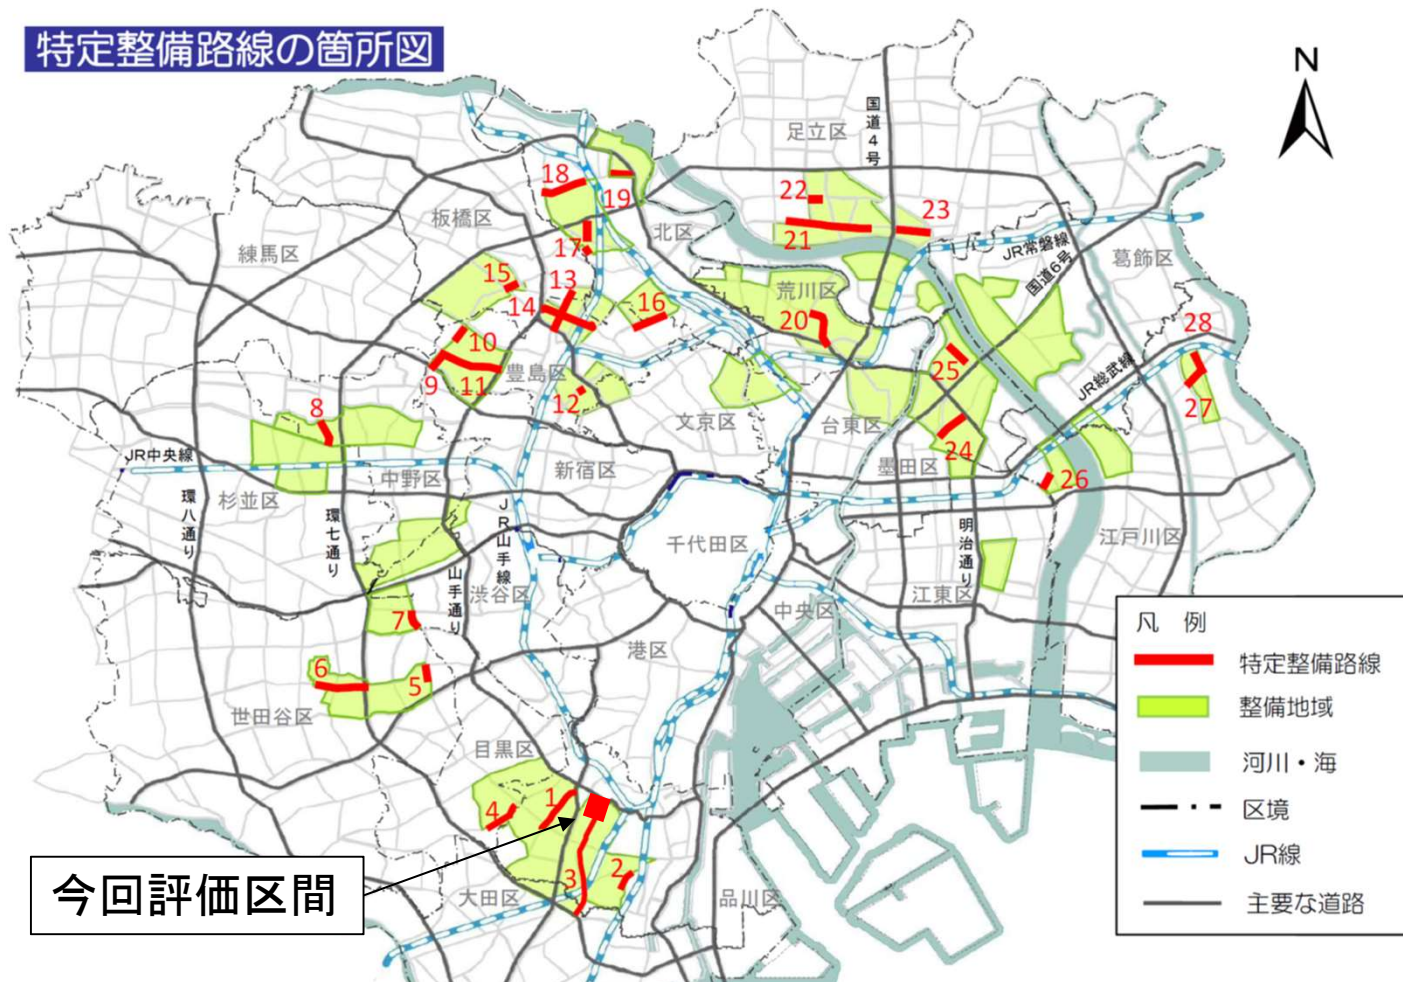 特定整備路線の箇所図
N
足立区
国道4号
22
23
21
18
19
板橋区
北区
17
練馬区
JR常磐線
国道6号
葛飾区
15
13
14
16
荒川区
20
10
9
11
豊島区
12
28
25
JR総武線
27
8
文京区
台東区
24
JR中央線
中野区
新宿区
墨田区
26
杉並区
環八通り
環七通り
JR山手線
千代田区
明治通り
江戸川区
山手通り
渋谷区
中央区
江東区
7
港区
6
5
世田谷区
目黒区
4
1
3
2
今回評価区間
大田区
品川区
凡 例
特定整備路線
整備地域
河川・海
区境
JR線
主要な道路